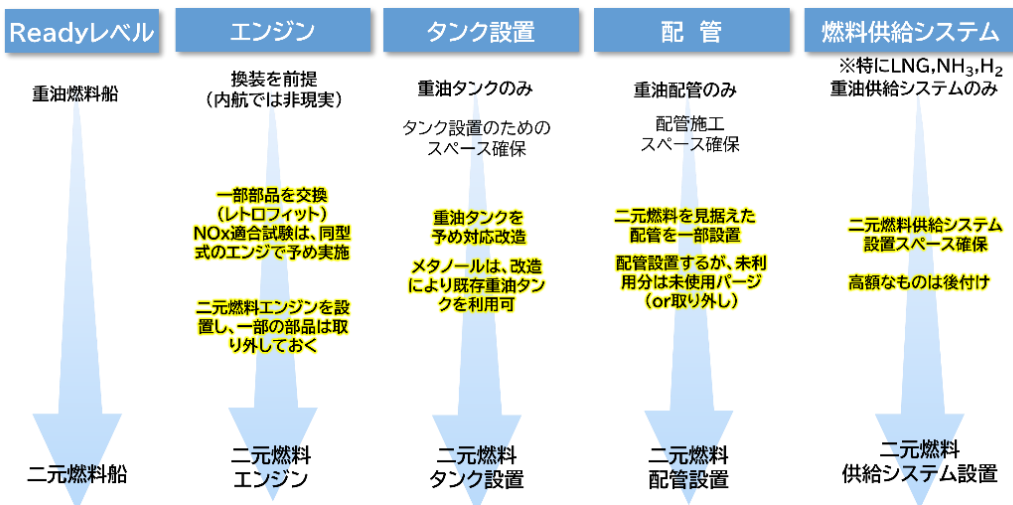 Readyレベル
重油燃料船
二元燃料船
エンジン
換装を前提
(内航では非現実)
一部部品を交換
(レトロフィット)
NOx適合試験は、同型
式のエンジで予め実施
二元燃料エンジンを設
置し、一部の部品は取
り外しておく
二元燃料
エンジン
タンク設置
重油タンクのみ
タンク設置のための
スペース確保
重油タンクを
予め対応改造
メタノールは、改造
により既存重油タン
クを利用可
二元燃料
タンク設置
配 管
重油配管のみ
配管施工
スペース確保
二元燃料を見据えた
配管を一部設置
配管設置するが、未利
用分は未使用パージ
(or取り外し)
二元燃料
配管設置
燃料供給システム
※特にLNG,NH3,H2
重油供給システムのみ
二元燃料供給システム
設置スペース確保
高額なものは後付け
二元燃料
供給システム設置